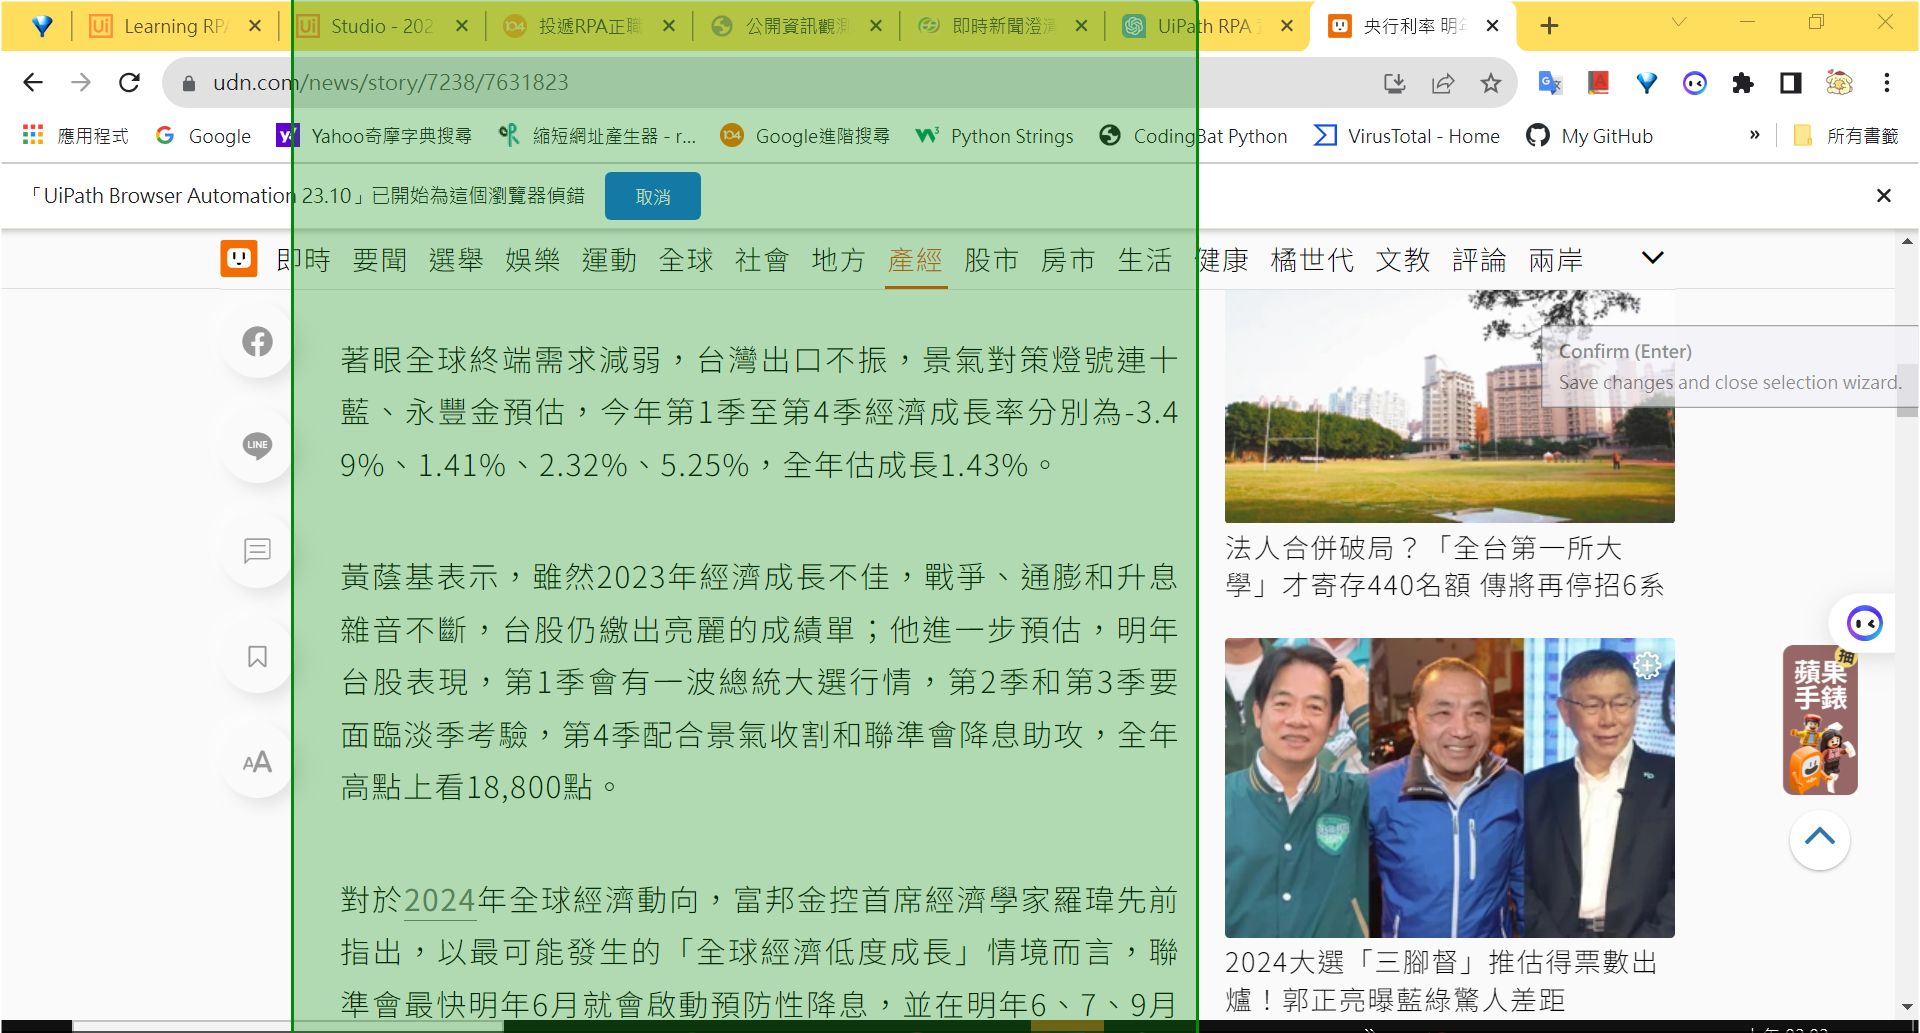 Learning RPA
Studio - 202
投遞RPA正職
公開資訊觀測
即時新聞澄清
UiPath RPA
央行利率 明年
udn.com/news/story/7238/7631823
應用程式
Google
Yahoo奇摩字典搜尋
縮短網址產生器 - r...
Google進階搜尋
Python Strings
CodingBat Python
VirusTotal - Home
My GitHub
»
所有書籤
「UiPath Browser Automation 23.10」已開始為這個瀏覽器偵錯
取消
即時 要聞 選舉 娛樂 運動 全球 社會 地方 產經 股市 房市 生活 健康 橘世代 文教 評論 兩岸
著眼全球終端需求減弱，台灣出口不振，景氣對策燈號連十
藍、永豐金預估，今年第1季至第4季經濟成長率分別為-3.4
9%、1.41%、2.32%、5.25%，全年估成長1.43%。
黃蔭基表示，雖然2023年經濟成長不佳，戰爭、通膨和升息
雜音不斷，台股仍繳出亮麗的成績單；他進一步預估，明年
台股表現，第1季會有一波總統大選行情，第2季和第3季要
面臨淡季考驗，第4季配合景氣收割和聯準會降息助攻，全年
高點上看18,800點。
對於2024年全球經濟動向，富邦金控首席經濟學家羅瑋先前
指出，以最可能發生的「全球經濟低度成長」情境而言，聯
準會最快明年6月就會啟動預防性降息，並在明年6、7、9月
LINE
AA
Confirm (Enter)
Save changes and close selection wizard.
法人合併破局？「全台第一所大
學」才寄存440名額 傳將再停招6系
抽
蘋果
手錶
2024大選「三腳督」推估得票數出
爐！郭正亮曝藍綠驚人差距